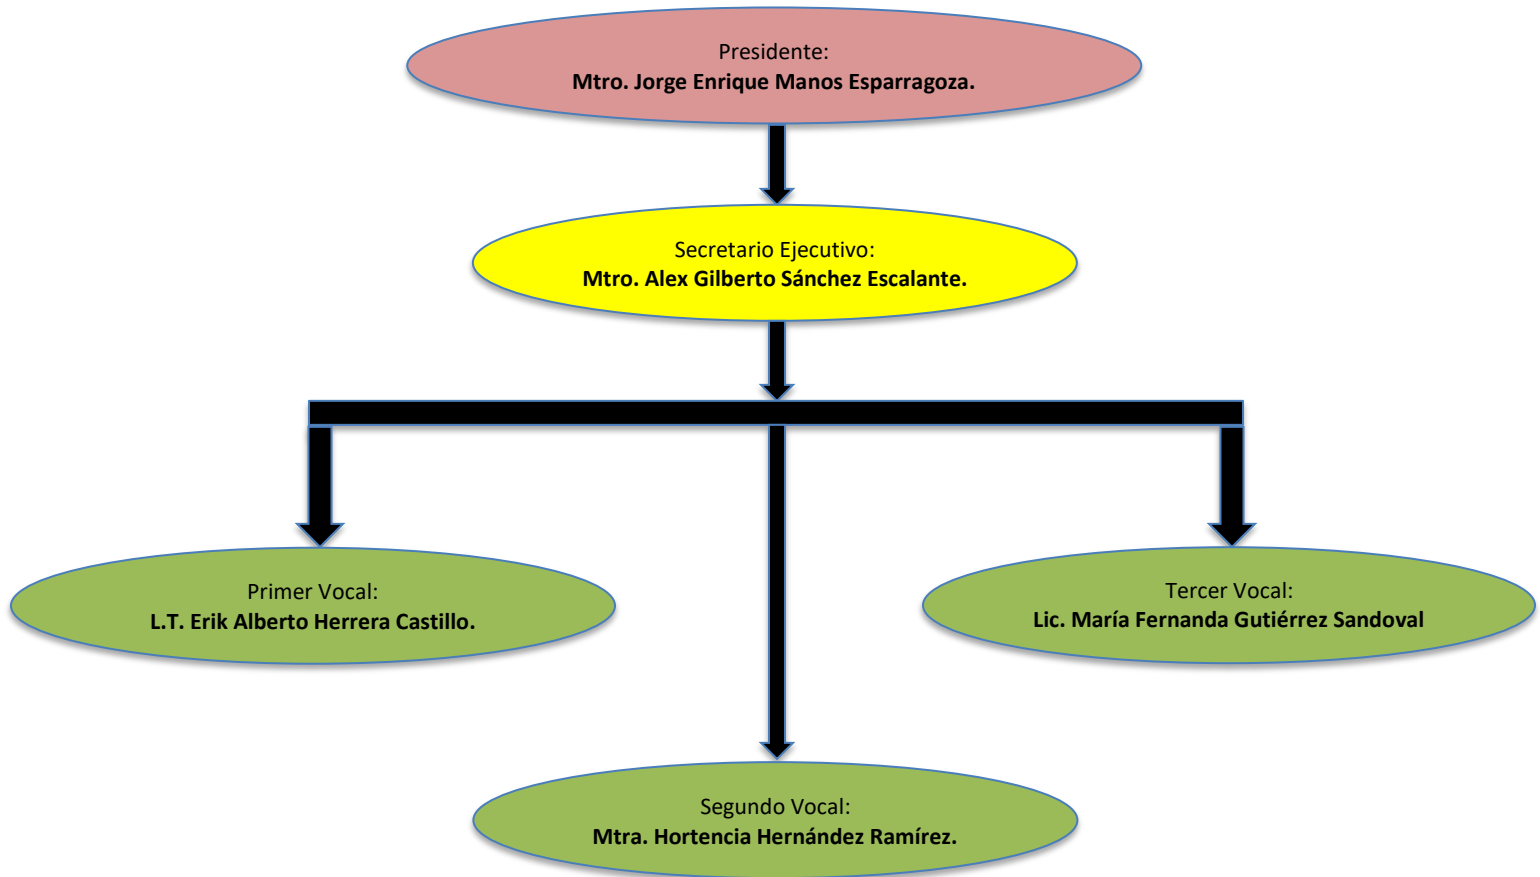 Presidente:
Mtro. Jorge Enrique Manos Esparragoza.
Secretario Ejecutivo:
Mtro. Alex Gilberto Sánchez Escalante.
Primer Vocal:
L.T. Erik Alberto Herrera Castillo.
Tercer Vocal:
Lic. María Fernanda Gutiérrez Sandoval
Segundo Vocal:
Mtra. Hortencia Hernández Ramírez.